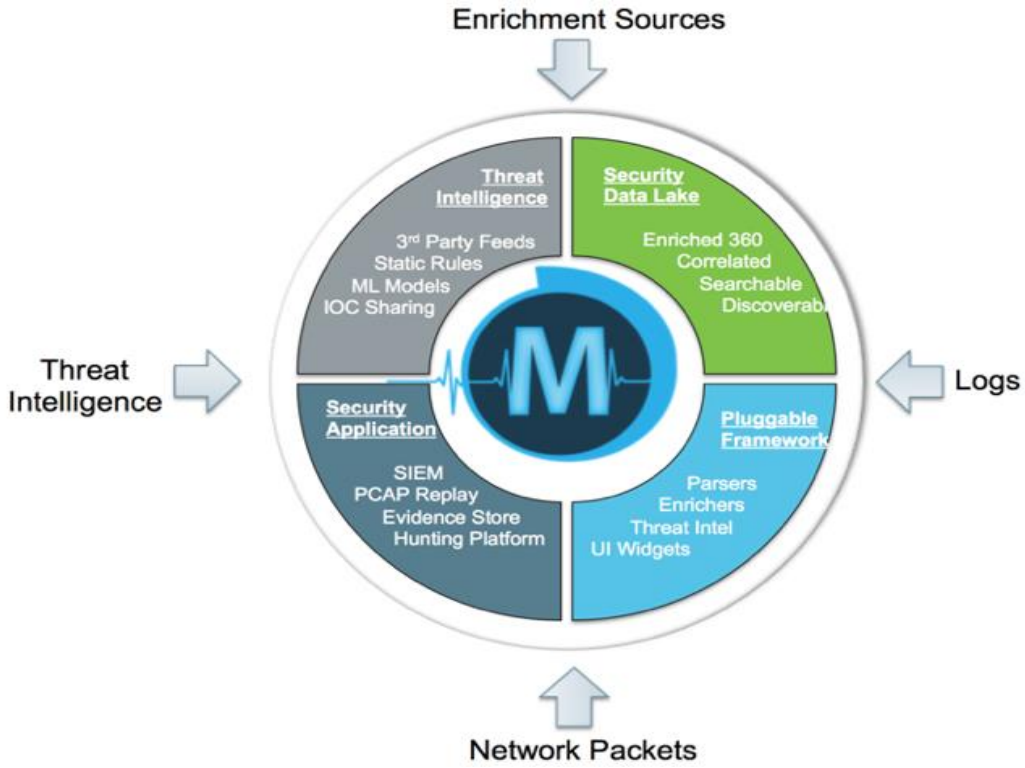 Enrichment Sources
Threat
Intelligence
3rd Party Feeds
Static Rules
ML Models
IOC Sharing
Security
Data Lake
Enriched 360
Correlated
Searchable
Discoverabl
Threat
Intelligence
M
Logs
Security
Application
SIEM
PCAP Replay
Evidence Store
Hunting Platform
Pluggable
Framework
Parsers
Enrichers
Threat Intel
UI Widgets
Network Packets